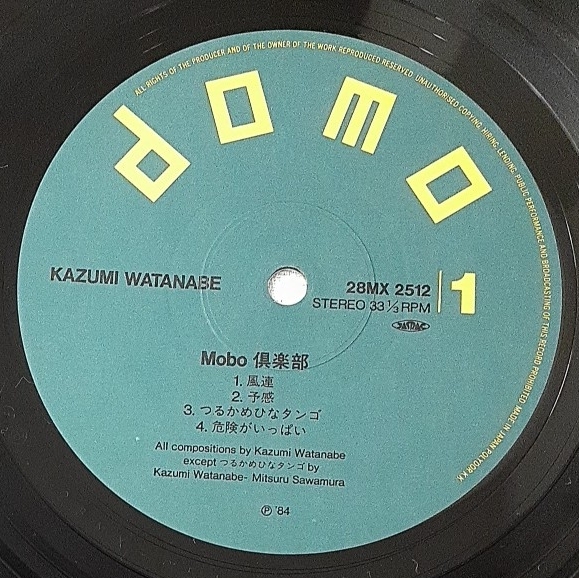 ALL RIGHTS OF THE PRODUCER AND OF THE OWNER OF THE WORK REPRODUCED RESERVED. UNAUTHORISED COPYING, HIRING, LENDING, PUBLIC PERFORMANCE AND BROADCASTING OF THIS RECORD PROHIBITED. MADE IN JAPAN POLYDOR K.K.
domo
KAZUMI WATANABE
28MX 2512
STEREO 33 1/3 RPM
JASRAC
1
Mobo 倶楽部
1. 風連
2. 予感
3. つるかめひなタンゴ
4. 危険がいっぱい
All compositions by Kazumi Watanabe
except つるかめひなタンゴ by
Kazumi Watanabe- Mitsuru Sawamura
Ⓟ '84